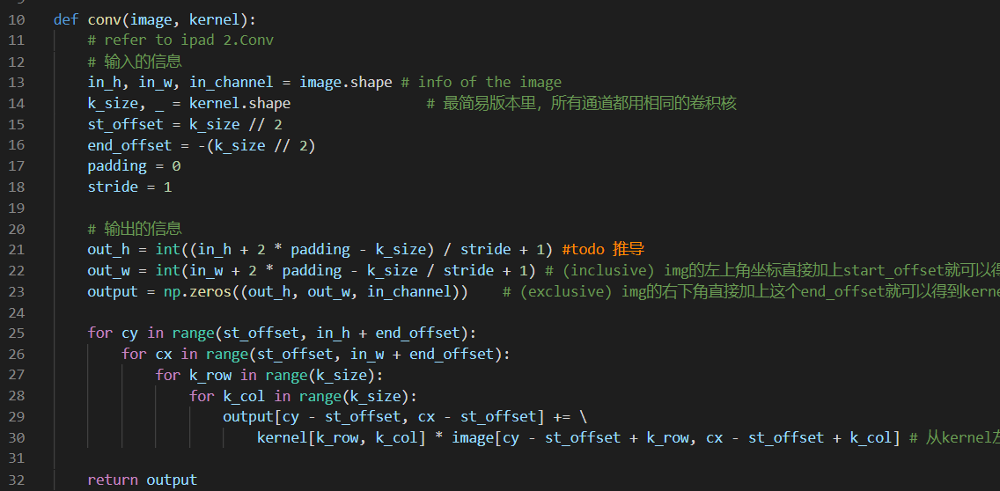 10 def conv(image, kernel):
11 # refer to ipad 2.Conv
12 # 输入的信息
13 in_h, in_w, in_channel = image.shape # info of the image
14 k_size, _ = kernel.shape # 最简易版本里，所有通道都用相同的卷积核
15 st_offset = k_size // 2
16 end_offset = -(k_size // 2)
17 padding = 0
18 stride = 1
19
20 # 输出的信息
21 out_h = int((in_h + 2 * padding - k_size) / stride + 1) #todo 推导
22 out_w = int(in_w + 2 * padding - k_size / stride + 1) # (inclusive) img的左上角坐标直接加上start_offset就可以得
23 output = np.zeros((out_h, out_w, in_channel)) # (exclusive) img的右下角直接加上这个end_offset就可以得到kerne
24
25 for cy in range(st_offset, in_h + end_offset):
26 for cx in range(st_offset, in_w + end_offset):
27 for k_row in range(k_size):
28 for k_col in range(k_size):
29 output[cy - st_offset, cx - st_offset] += \
30 kernel[k_row, k_col] * image[cy - st_offset + k_row, cx - st_offset + k_col] # 从kernel左
31
32 return output